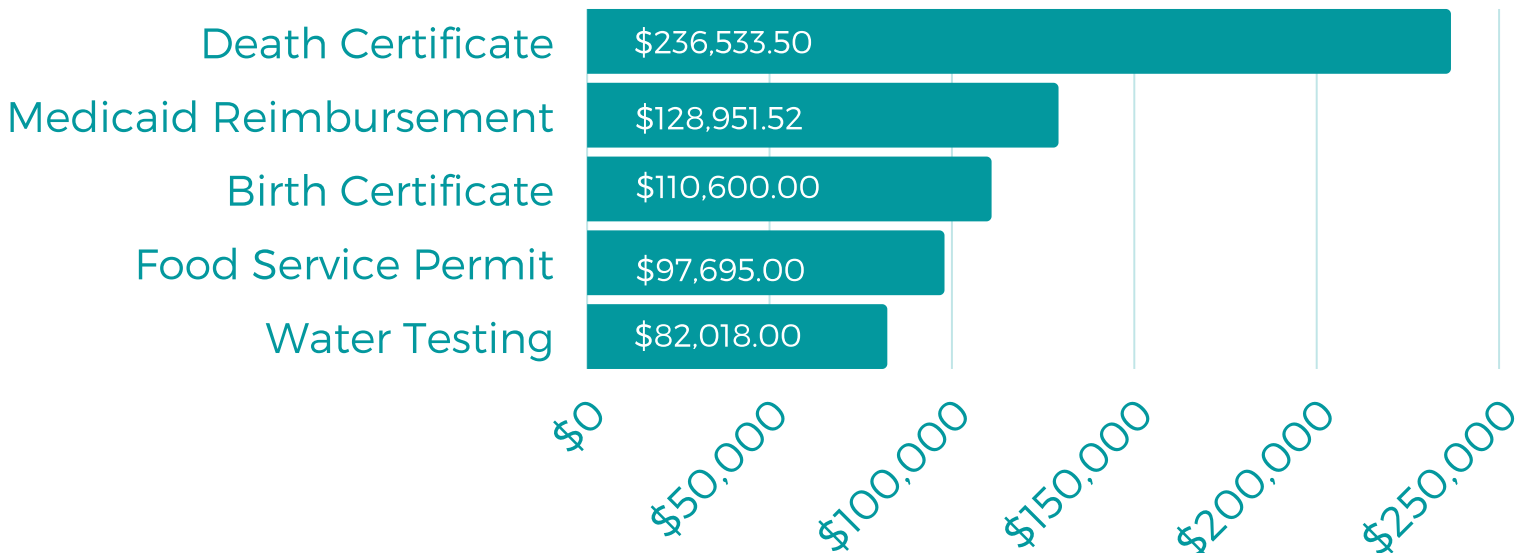 Death Certificate
$236,533.50
Medicaid Reimbursement
$128,951.52
Birth Certificate
$110,600.00
Food Service Permit
$97,695.00
Water Testing
$82,018.00
$0
$50,000
$100,000
$150,000
$200,000
$250,000